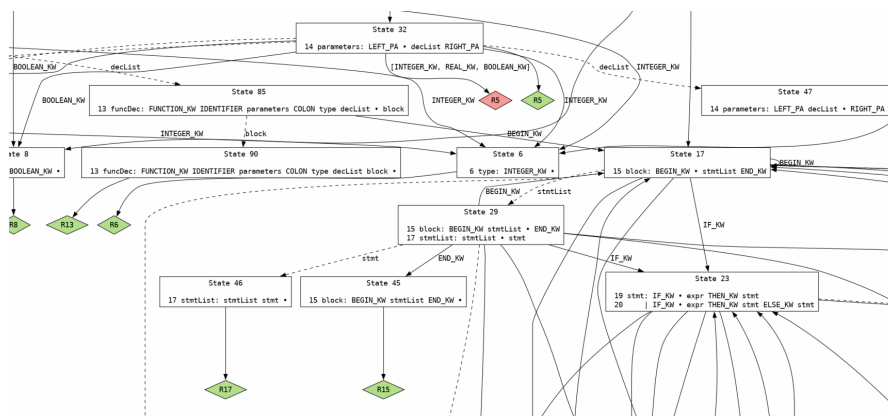 State 32
14 parameters: LEFT_PA • decList RIGHT_PA
BOOLEAN_KW
decList
[INTEGER_KW, REAL_KW, BOOLEAN_KW]
decList
INTEGER_KW
State 85
13 funcDec: FUNCTION_KW IDENTIFIER parameters COLON type decList • block
BOOLEAN_KW
INTEGER_KW
R5
R5
INTEGER_KW
State 47
14 parameters: LEFT_PA decList • RIGHT_PA
INTEGER_KW
block
BEGIN_KW
State 8
BOOLEAN_KW •
State 90
13 funcDec: FUNCTION_KW IDENTIFIER parameters COLON type decList block •
State 6
6 type: INTEGER_KW •
State 17
15 block: BEGIN_KW • stmtList END_KW
BEGIN_KW
BEGIN_KW
stmtList
R8
R13
R6
State 29
15 block: BEGIN_KW stmtList • END_KW
17 stmtList: stmtList • stmt
IF_KW
stmt
END_KW
IF_KW
State 46
17 stmtList: stmtList stmt •
State 45
15 block: BEGIN_KW stmtList END_KW •
State 23
19 stmt: IF_KW • expr THEN_KW stmt
20 | IF_KW • expr THEN_KW stmt ELSE_KW stmt
R17
R15